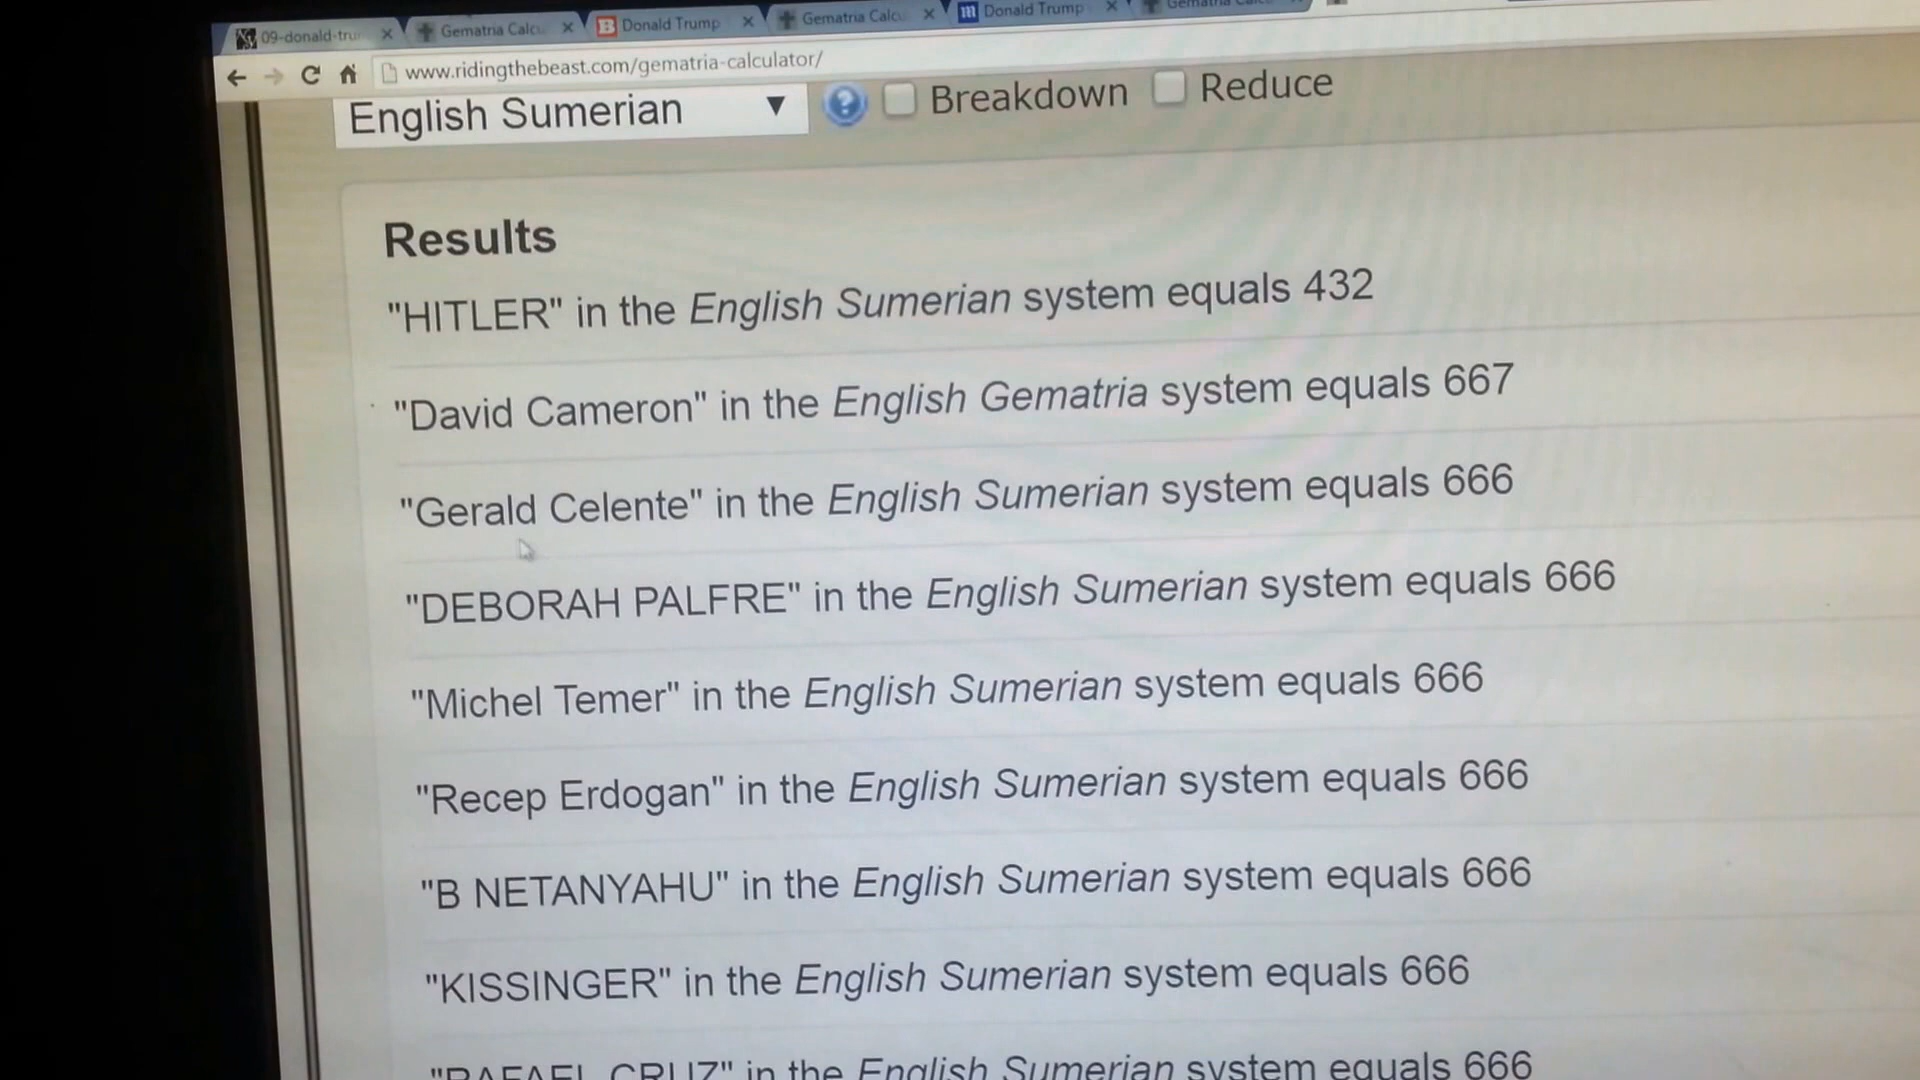 09-donald-tru
Gematria Calcu
Donald Trump
Gematria Calcu
Donald Trump
Gematria Calc
www.ridingthebeast.com/gematria-calculator/
English Sumerian
Breakdown
Reduce
Results
"HITLER" in the English Sumerian system equals 432
"David Cameron" in the English Gematria system equals 667
"Gerald Celente" in the English Sumerian system equals 666
"DEBORAH PALFRE" in the English Sumerian system equals 666
"Michel Temer" in the English Sumerian system equals 666
"Recep Erdogan" in the English Sumerian system equals 666
"B NETANYAHU" in the English Sumerian system equals 666
"KISSINGER" in the English Sumerian system equals 666
"RAFAEL CRUZ" in the English Sumerian system equals 666